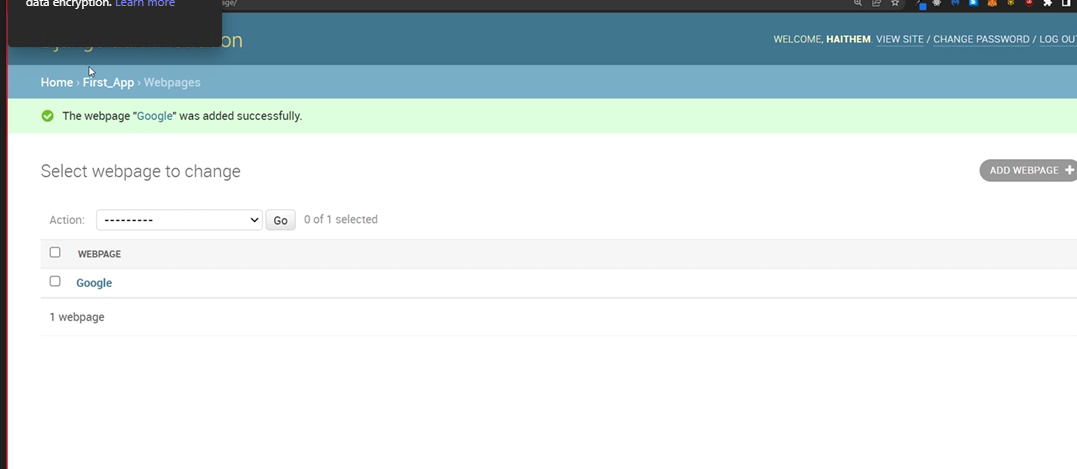 data encryption. Learn more
WELCOME, HAITHEM. VIEW SITE / CHANGE PASSWORD / LOG OUT
Home › First_App › Webpages
The webpage "Google" was added successfully.
Select webpage to change
ADD WEBPAGE +
Action: --------- Go 0 of 1 selected
WEBPAGE
Google
1 webpage